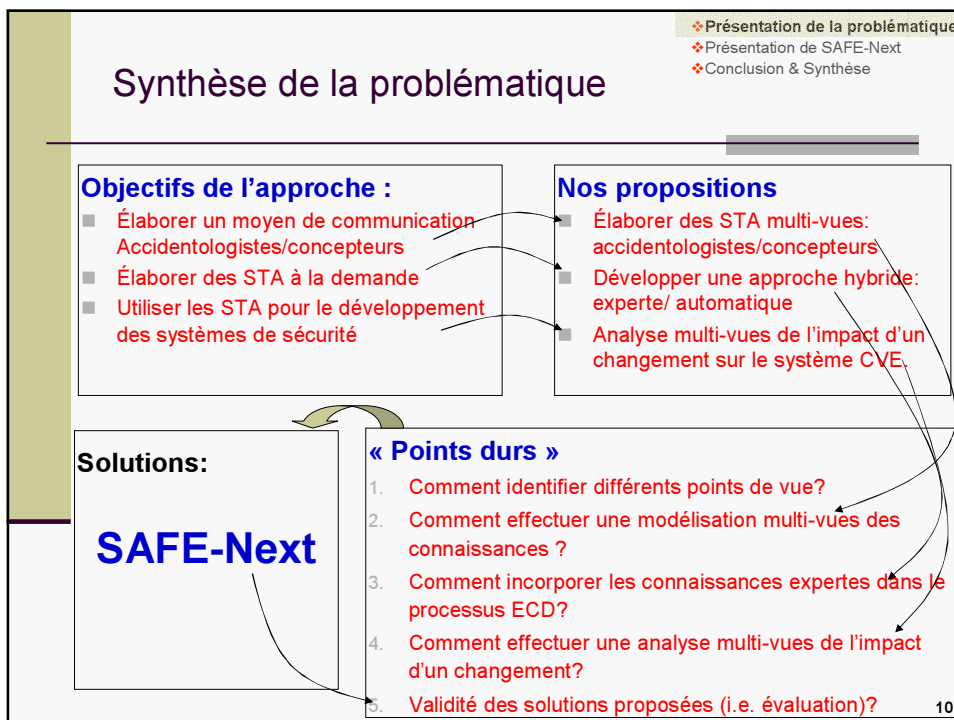 ❖Présentation de la problématique
❖Présentation de SAFE-Next
❖Conclusion & Synthèse
Synthèse de la problématique
Objectifs de l’approche :
Élaborer un moyen de communication
Accidentologistes/concepteurs
Élaborer des STA à la demande
Utiliser les STA pour le développement
des systèmes de sécurité
Nos propositions
Élaborer des STA multi-vues:
accidentologistes/concepteurs
Développer une approche hybride:
experte/ automatique
Analyse multi-vues de l’impact d’un
changement sur le système CVE.
Solutions:
SAFE-Next
« Points durs »
1. Comment identifier différents points de vue?
2. Comment effectuer une modélisation multi-vues des
connaissances ?
3. Comment incorporer les connaissances expertes dans le
processus ECD?
4. Comment effectuer une analyse multi-vues de l’impact
d’un changement?
5. Validité des solutions proposées (i.e. évaluation)?
10